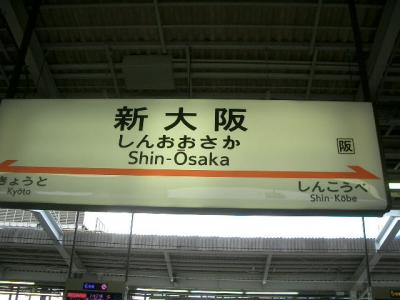 新大阪
しんおおさか
Shin-Ōsaka
阪
きょうと
Kyōto
しんこうべ
Shin-Kōbe